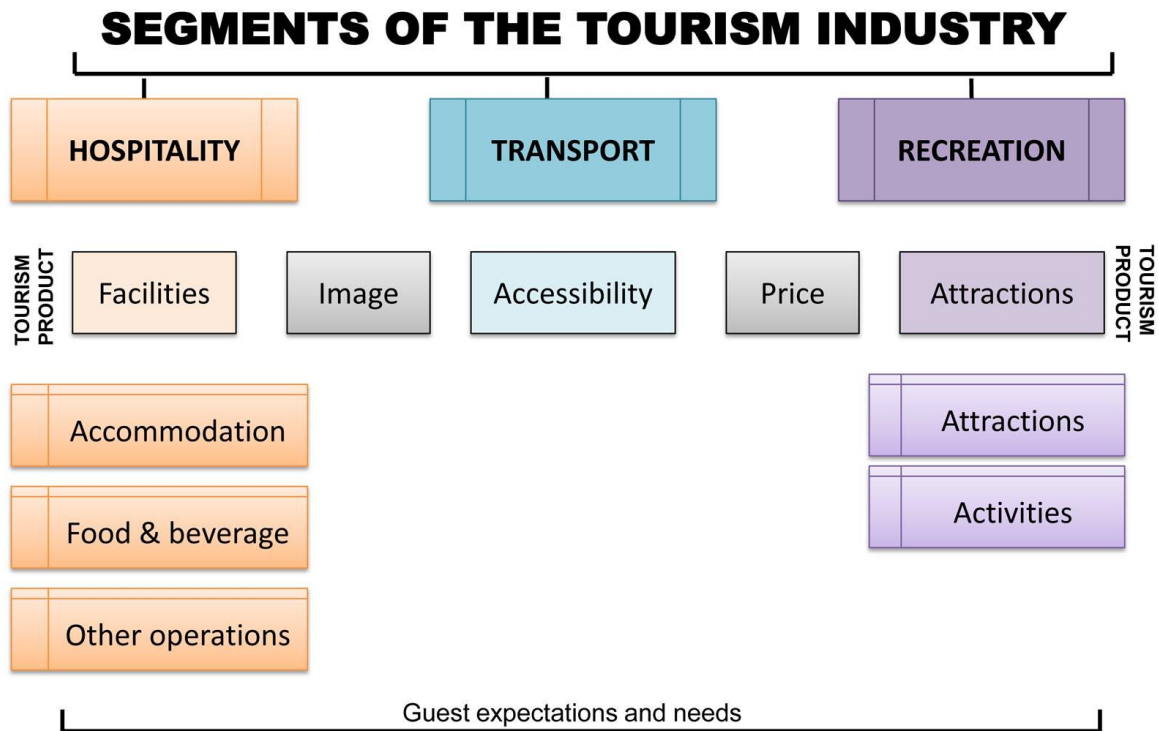 SEGMENTS OF THE TOURISM INDUSTRY
HOSPITALITY
TRANSPORT
RECREATION
TOURISM
PRODUCT
Facilities
Image
Accessibility
Price
Attractions
TOURISM
PRODUCT
Accommodation
Food & beverage
Other operations
Attractions
Activities
Guest expectations and needs